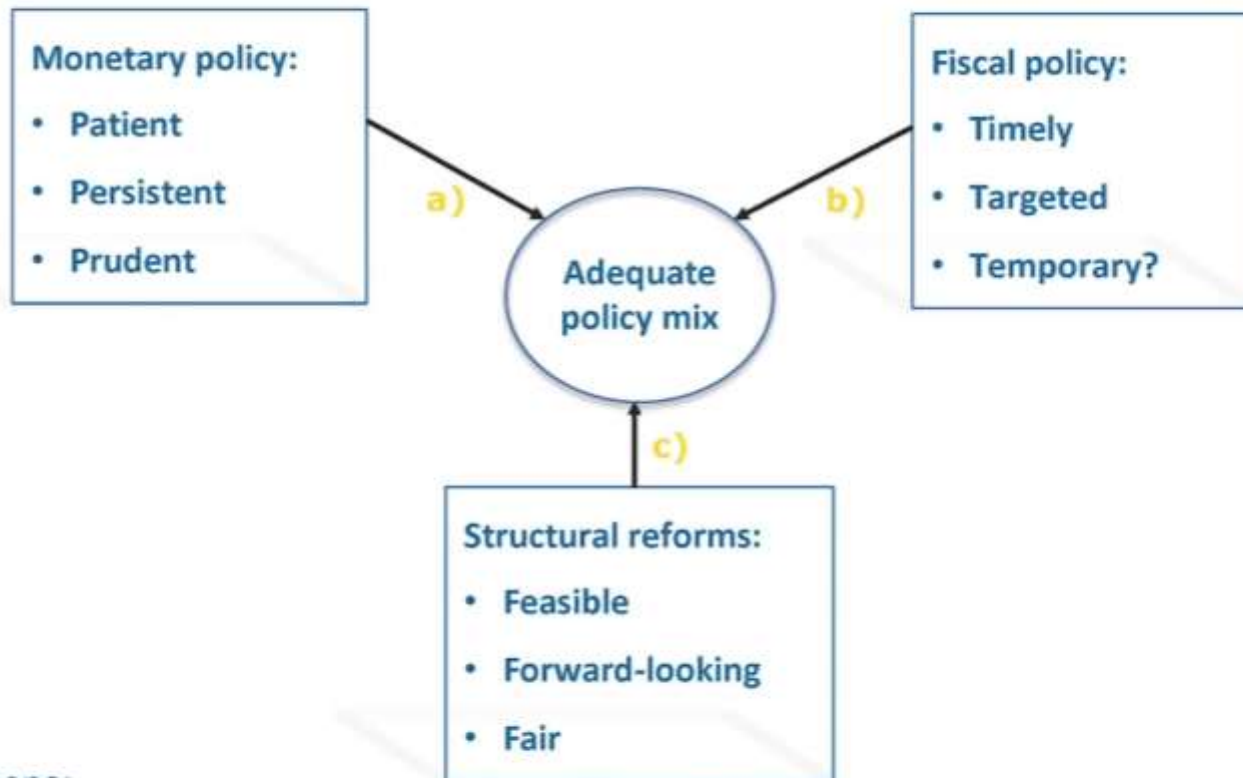 Monetary policy:
• Patient
• Persistent
• Prudent
a)
Fiscal policy:
• Timely
• Targeted
• Temporary?
b)
Adequate
policy mix
c)
Structural reforms:
• Feasible
• Forward-looking
• Fair